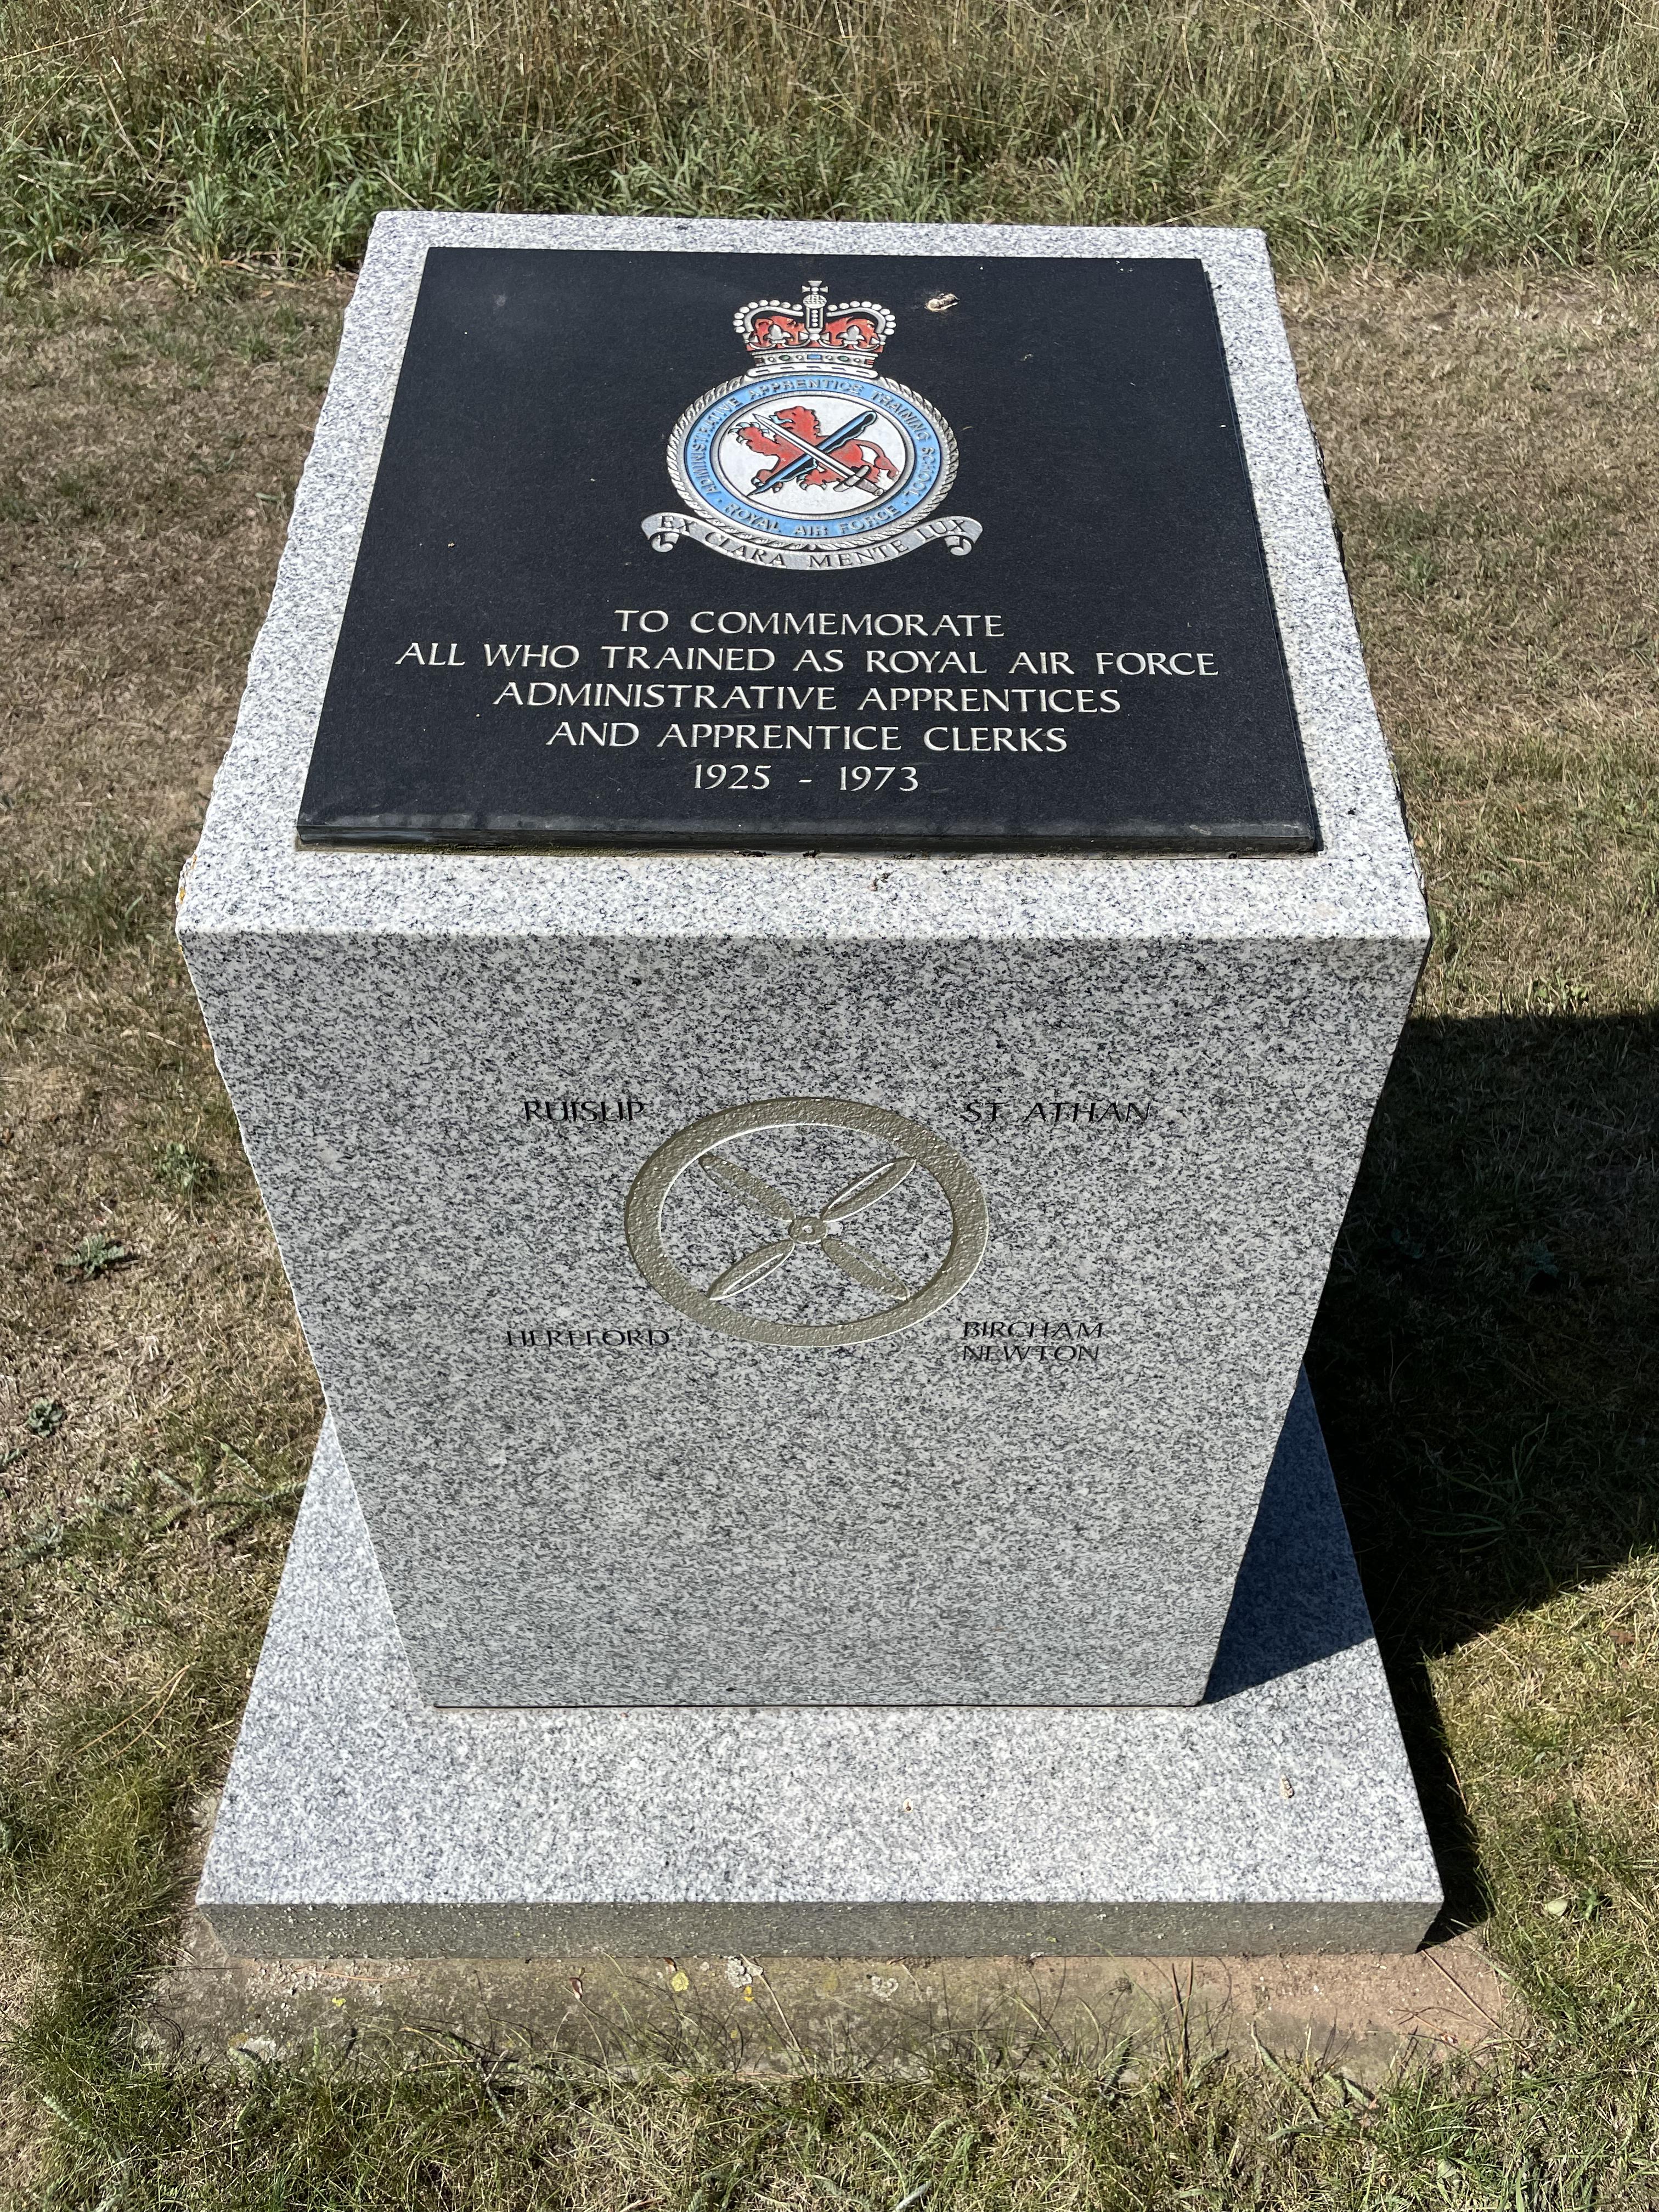 ADMINISTRATIVE APPRENTICE TRAINING SCHOOL
ROYAL AIR FORCE
EX CLARA MENTE LUX
TO COMMEMORATE
ALL WHO TRAINED AS ROYAL AIR FORCE
ADMINISTRATIVE APPRENTICES
AND APPRENTICE CLERKS
1925 - 1973
RUISLIP
ST ATHAN
HEREFORD
BIRCHAM
NEWTON